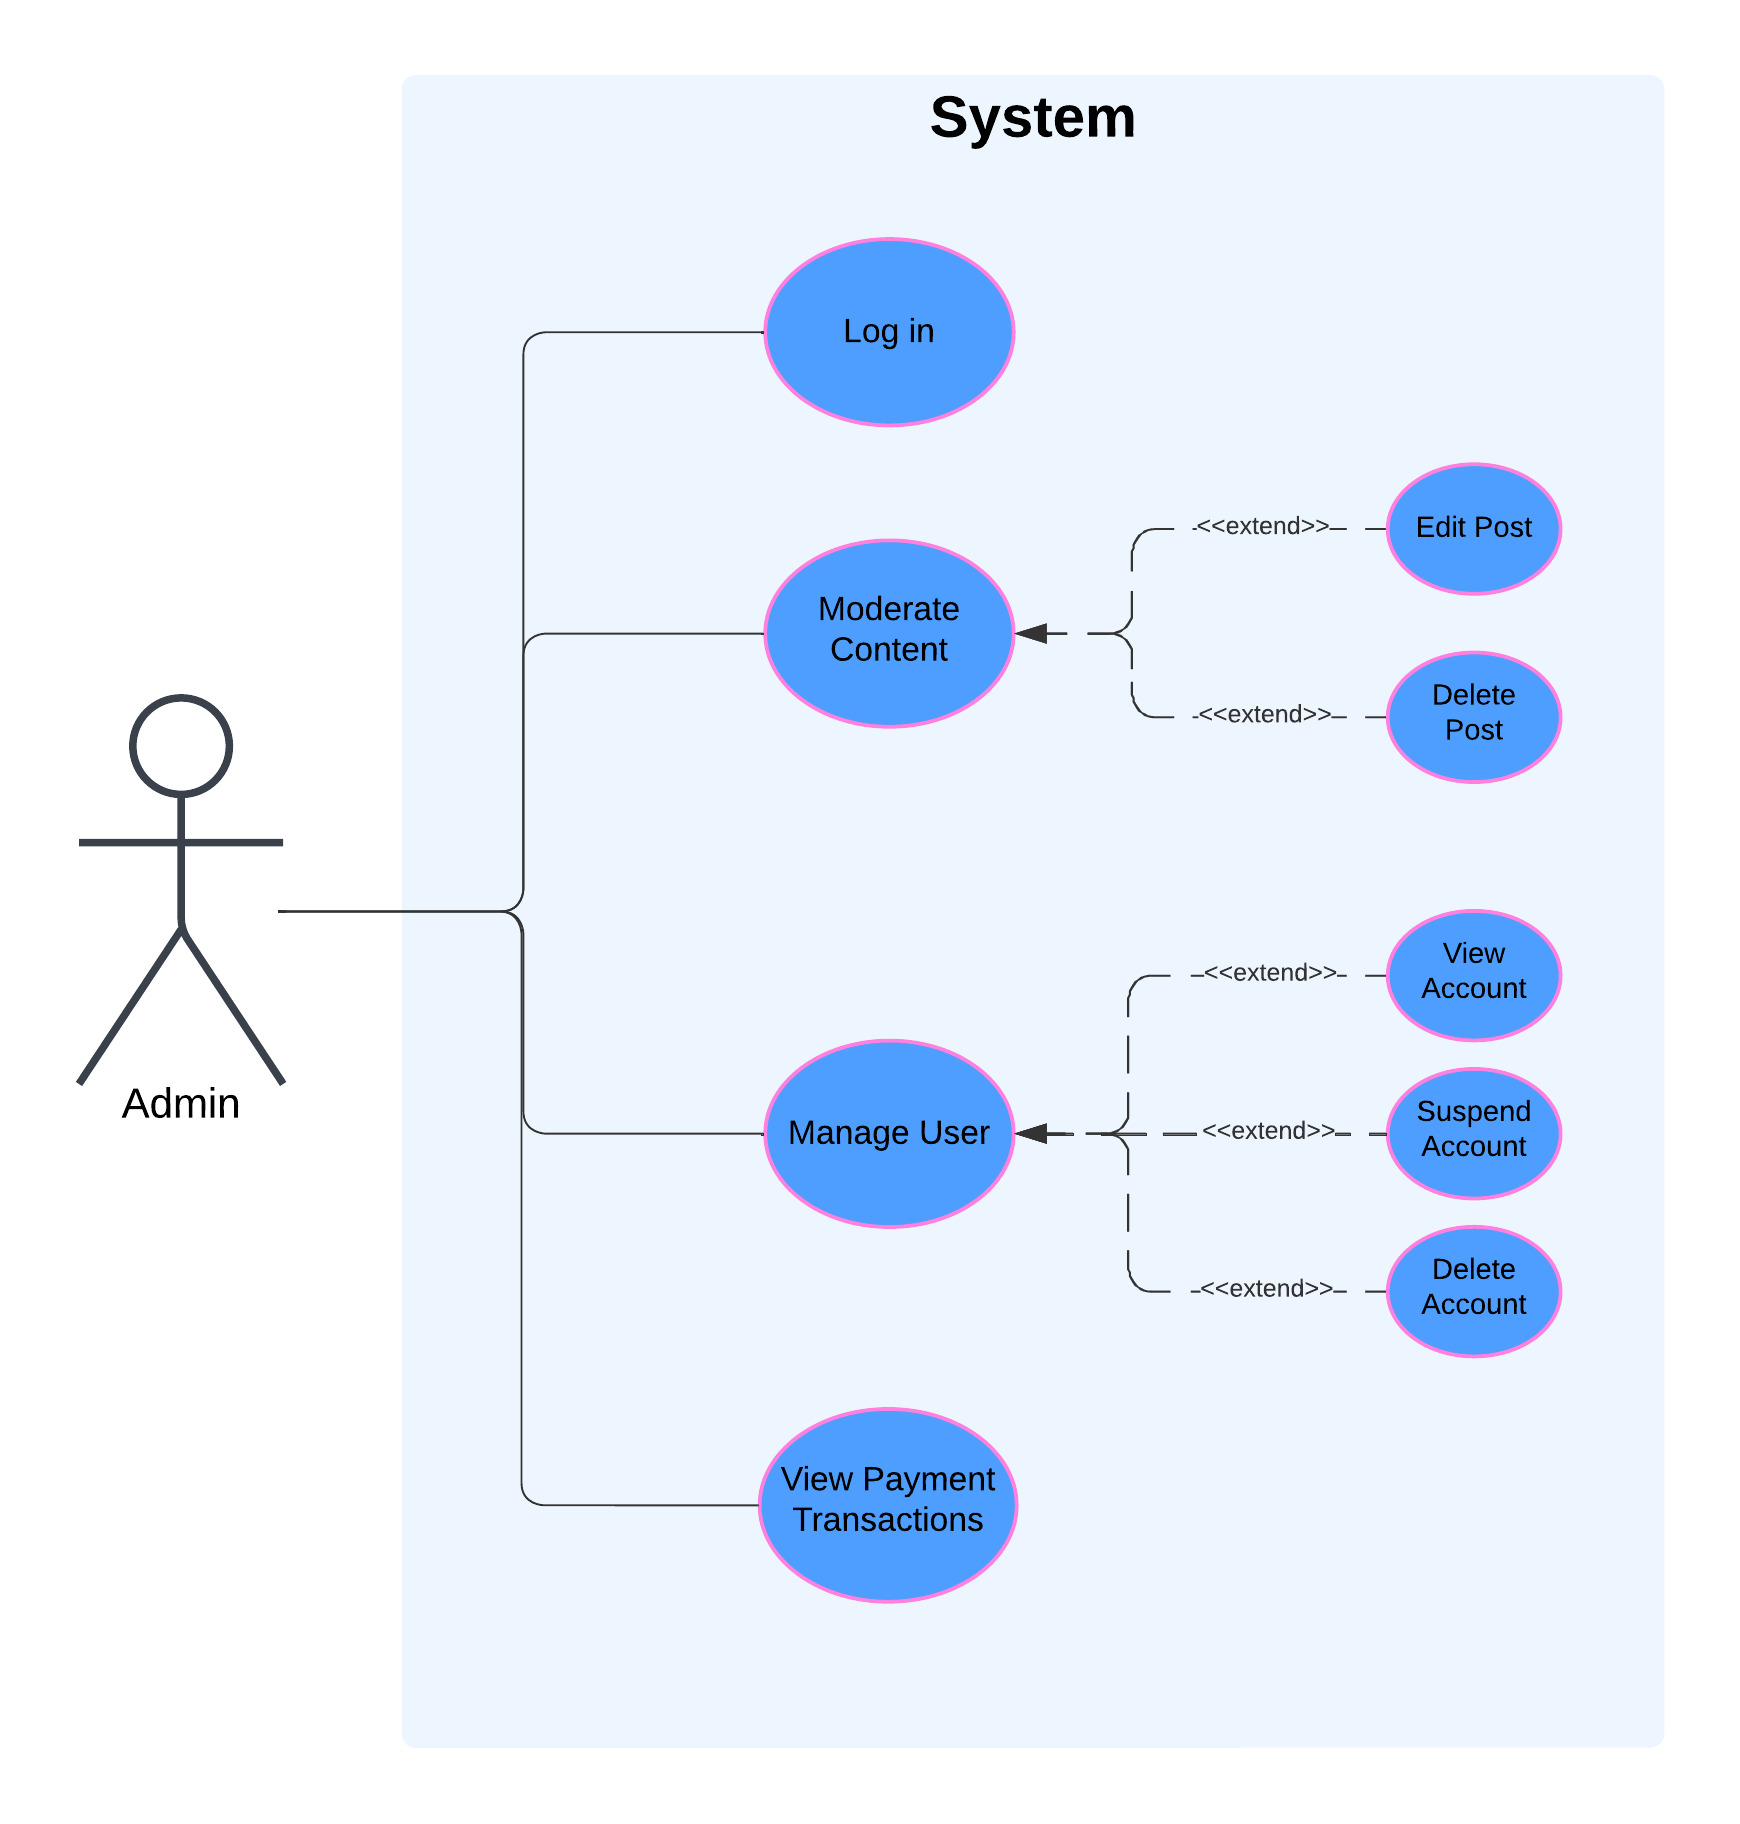 System
Log in
Moderate
Content
<<extend>>
Edit Post
<<extend>>
Delete
Post
Admin
Manage User
<<extend>>
View
Account
<<extend>>
Suspend
Account
<<extend>>
Delete
Account
View Payment
Transactions